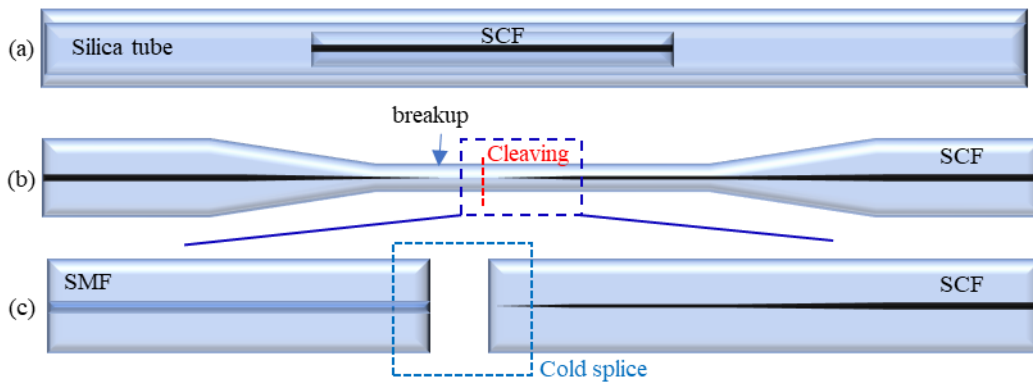 (a)
Silica tube
SCF
breakup
Cleaving
SCF
(b)
SMF
SCF
(c)
Cold splice